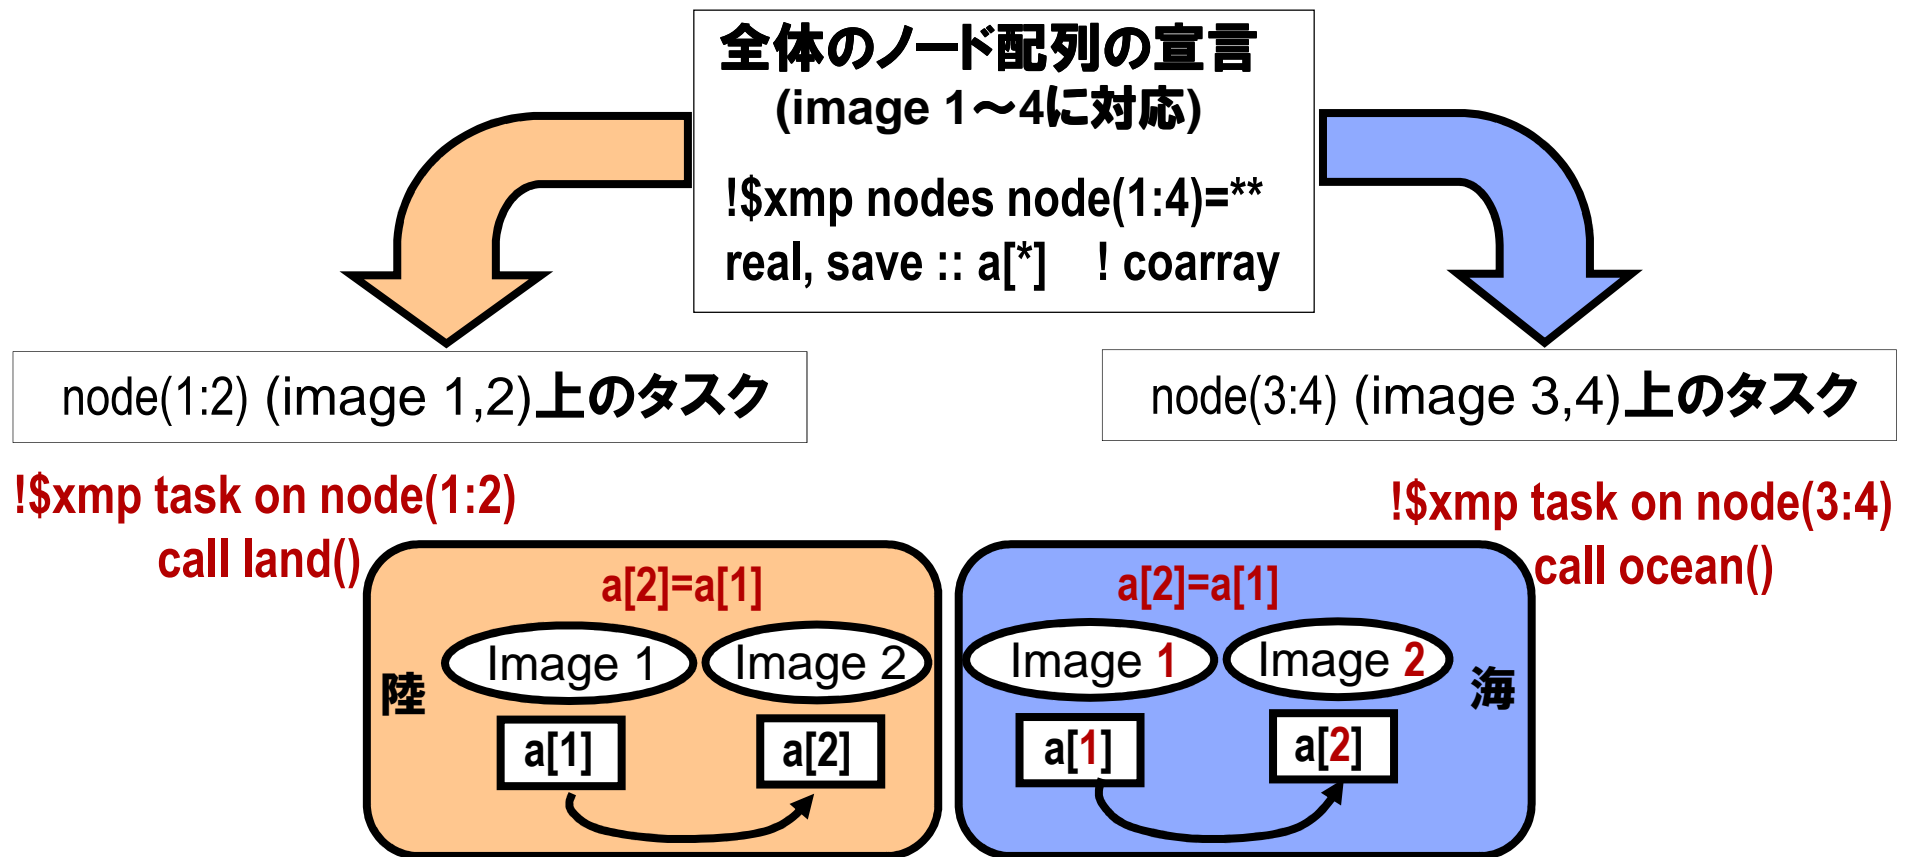 全体のノード配列の宣言
(image 1～4に対応)
!$xmp nodes node(1:4)=**
real, save :: a[*] ! coarray
node(1:2) (image 1,2)上のタスク
node(3:4) (image 3,4)上のタスク
!$xmp task on node(1:2)
call land()
!$xmp task on node(3:4)
call ocean()
a[2]=a[1]
Image 1
Image 2
陸
a[1]
a[2]
a[2]=a[1]
Image 1
Image 2
海
a[1]
a[2]